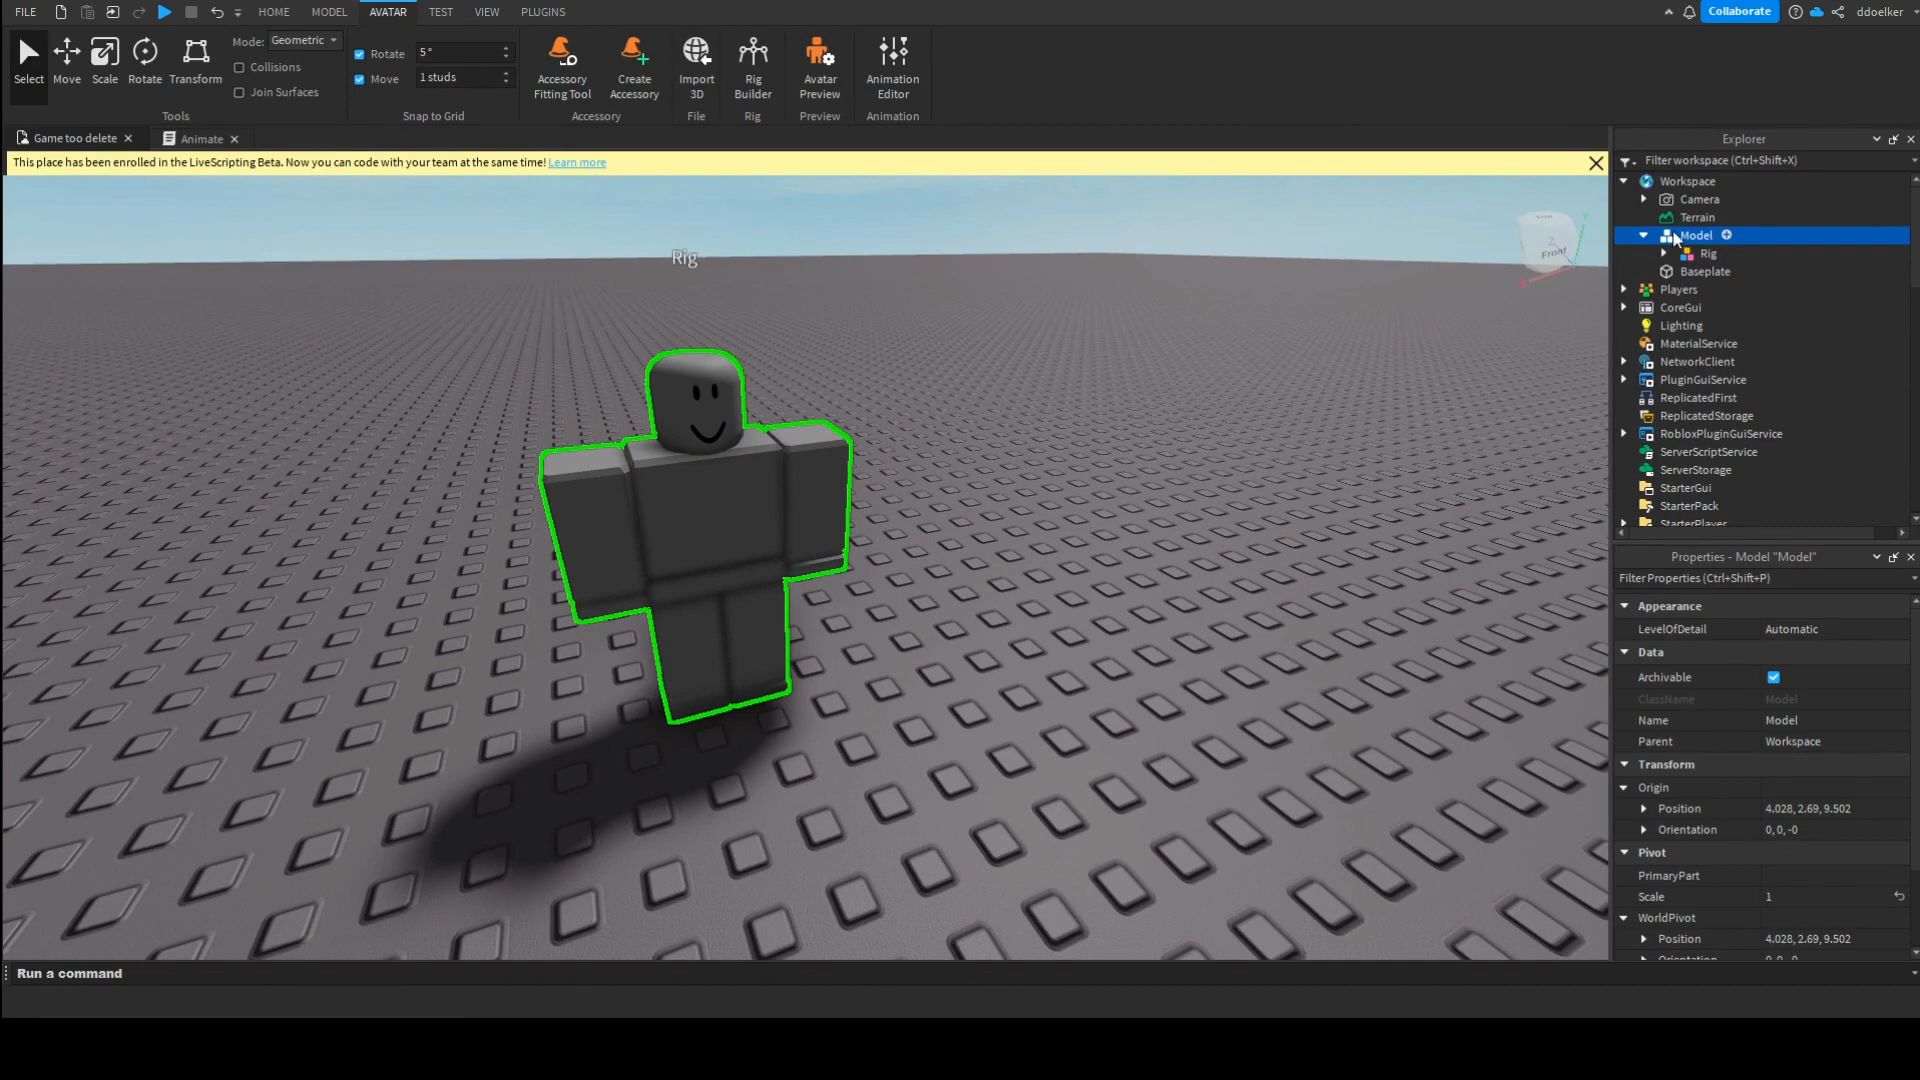 FILE
HOME
MODEL
AVATAR
TEST
VIEW
PLUGINS
Collaborate
ddoelker
Select
Move
Scale
Rotate
Transform
Mode: Geometric
Collisions
Join Surfaces
Tools
Rotate 5°
Move 1 studs
Snap to Grid
Accessory
Fitting Tool
Create
Accessory
Accessory
Import
3D
File
Rig
Builder
Rig
Avatar
Preview
Preview
Animation
Editor
Animation
Game too delete
Animate
This place has been enrolled in the LiveScripting Beta. Now you can code with your team at the same time! Learn more
Rig
Front
Explorer
Filter workspace (Ctrl+Shift+X)
Workspace
Camera
Terrain
Model
Rig
Baseplate
Players
CoreGui
Lighting
MaterialService
NetworkClient
PluginGuiService
ReplicatedFirst
ReplicatedStorage
RobloxPluginGuiService
ServerScriptService
ServerStorage
StarterGui
StarterPack
StarterPlayer
Properties - Model "Model"
Filter Properties (Ctrl+Shift+P)
Appearance
LevelOfDetail Automatic
Data
Archivable
ClassName Model
Name Model
Parent Workspace
Transform
Origin
Position 4.028, 2.69, 9.502
Orientation 0, 0, -0
Pivot
PrimaryPart
Scale 1
WorldPivot
Position 4.028, 2.69, 9.502
Run a command